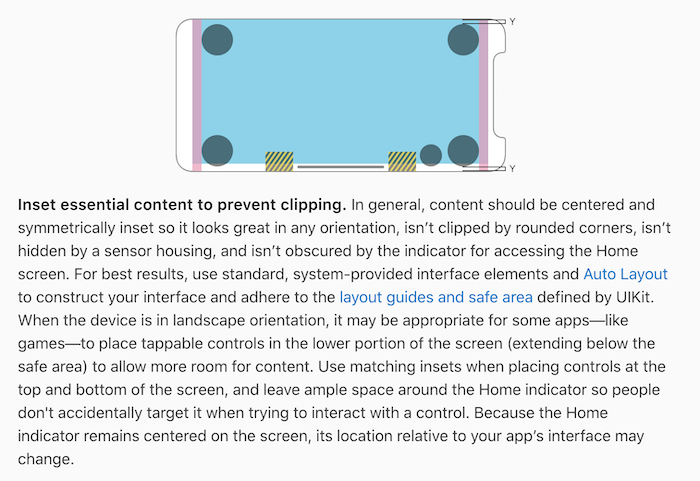 Y
Y
Inset essential content to prevent clipping. In general, content should be centered and
symmetrically inset so it looks great in any orientation, isn’t clipped by rounded corners, isn’t
hidden by a sensor housing, and isn’t obscured by the indicator for accessing the Home
screen. For best results, use standard, system-provided interface elements and Auto Layout
to construct your interface and adhere to the layout guides and safe area defined by UIKit.
When the device is in landscape orientation, it may be appropriate for some apps—like
games—to place tappable controls in the lower portion of the screen (extending below the
safe area) to allow more room for content. Use matching insets when placing controls at the
top and bottom of the screen, and leave ample space around the Home indicator so people
don't accidentally target it when trying to interact with a control. Because the Home
indicator remains centered on the screen, its location relative to your app’s interface may
change.